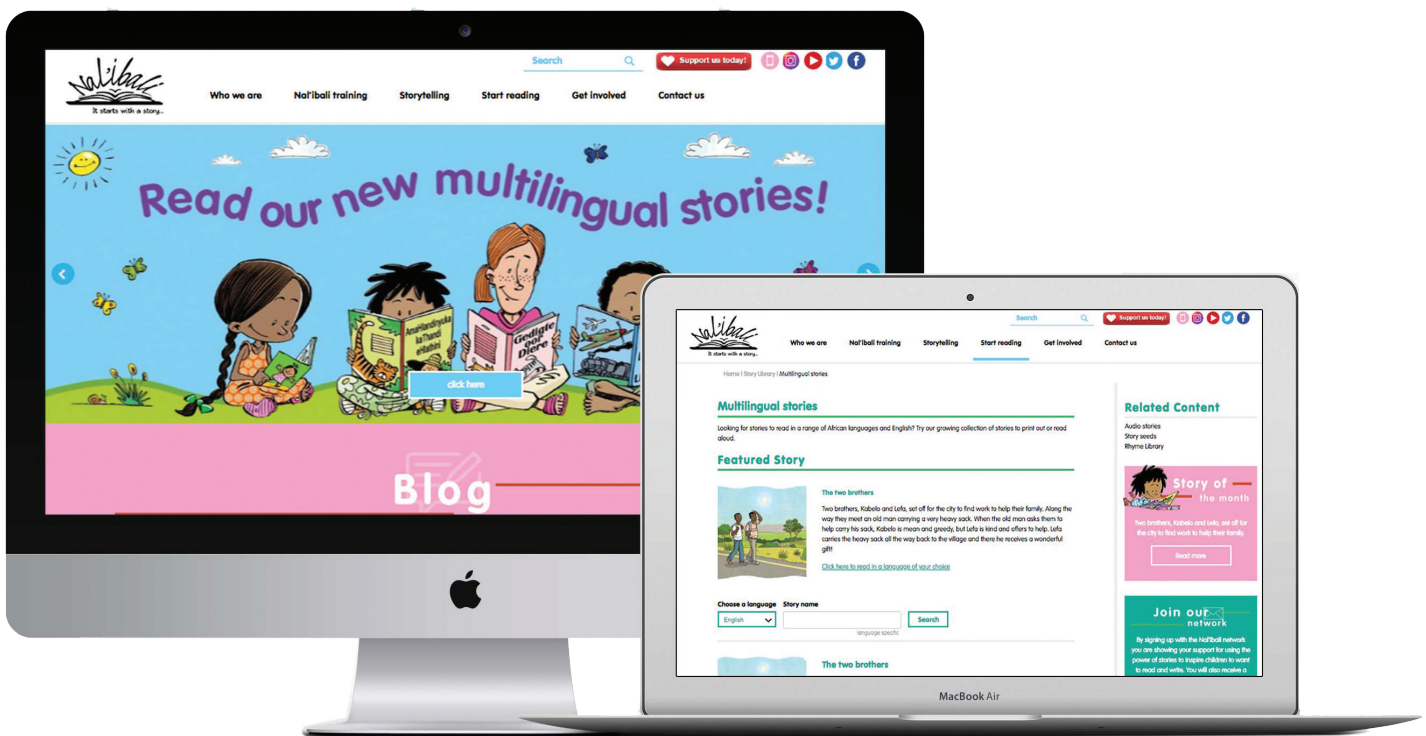 Search
Support us today!
Nal'ibali
It starts with a story...
Who we are
Nal'ibali training
Storytelling
Start reading
Get involved
Contact us
Read our new multilingual stories!
AmaHlandinyuka
kaThandi
eHlathini
Gedigte
oor
Diere
click here
Blog
Search
Support us today!
Nal'ibali
It starts with a story...
Who we are
Nal'ibali training
Storytelling
Start reading
Get involved
Contact us
Home I Story Library I Multilingual stories
Multilingual stories
Looking for stories to read in a range of African languages and English? Try our growing collection of stories to print out or read
aloud.
Featured Story
The two brothers
Two brothers, Kabelo and Lefa, set off for the city to find work to help their family. Along the
way they meet an old man carrying a very heavy sack. When the old man asks them to
help carry his sack, Kabelo is mean and greedy, but Lefa is kind and offers to help. Lefa
carries the heavy sack all the way back to the village and there he receives a wonderful
gift!
Click here to read in a language of your choice
Choose a language
Story name
English
Search
language specific
The two brothers
Related Content
Audio stories
Story seeds
Rhyme Library
Story of
the month
Two brothers, Kabelo and Lefa, set off for
the city to find work to help their family.
Read more
Join our
network
By signing up with the Nal'ibali network
you are showing your support for using the
power of stories to inspire children to want
to read and write. You will also receive a
MacBook Air